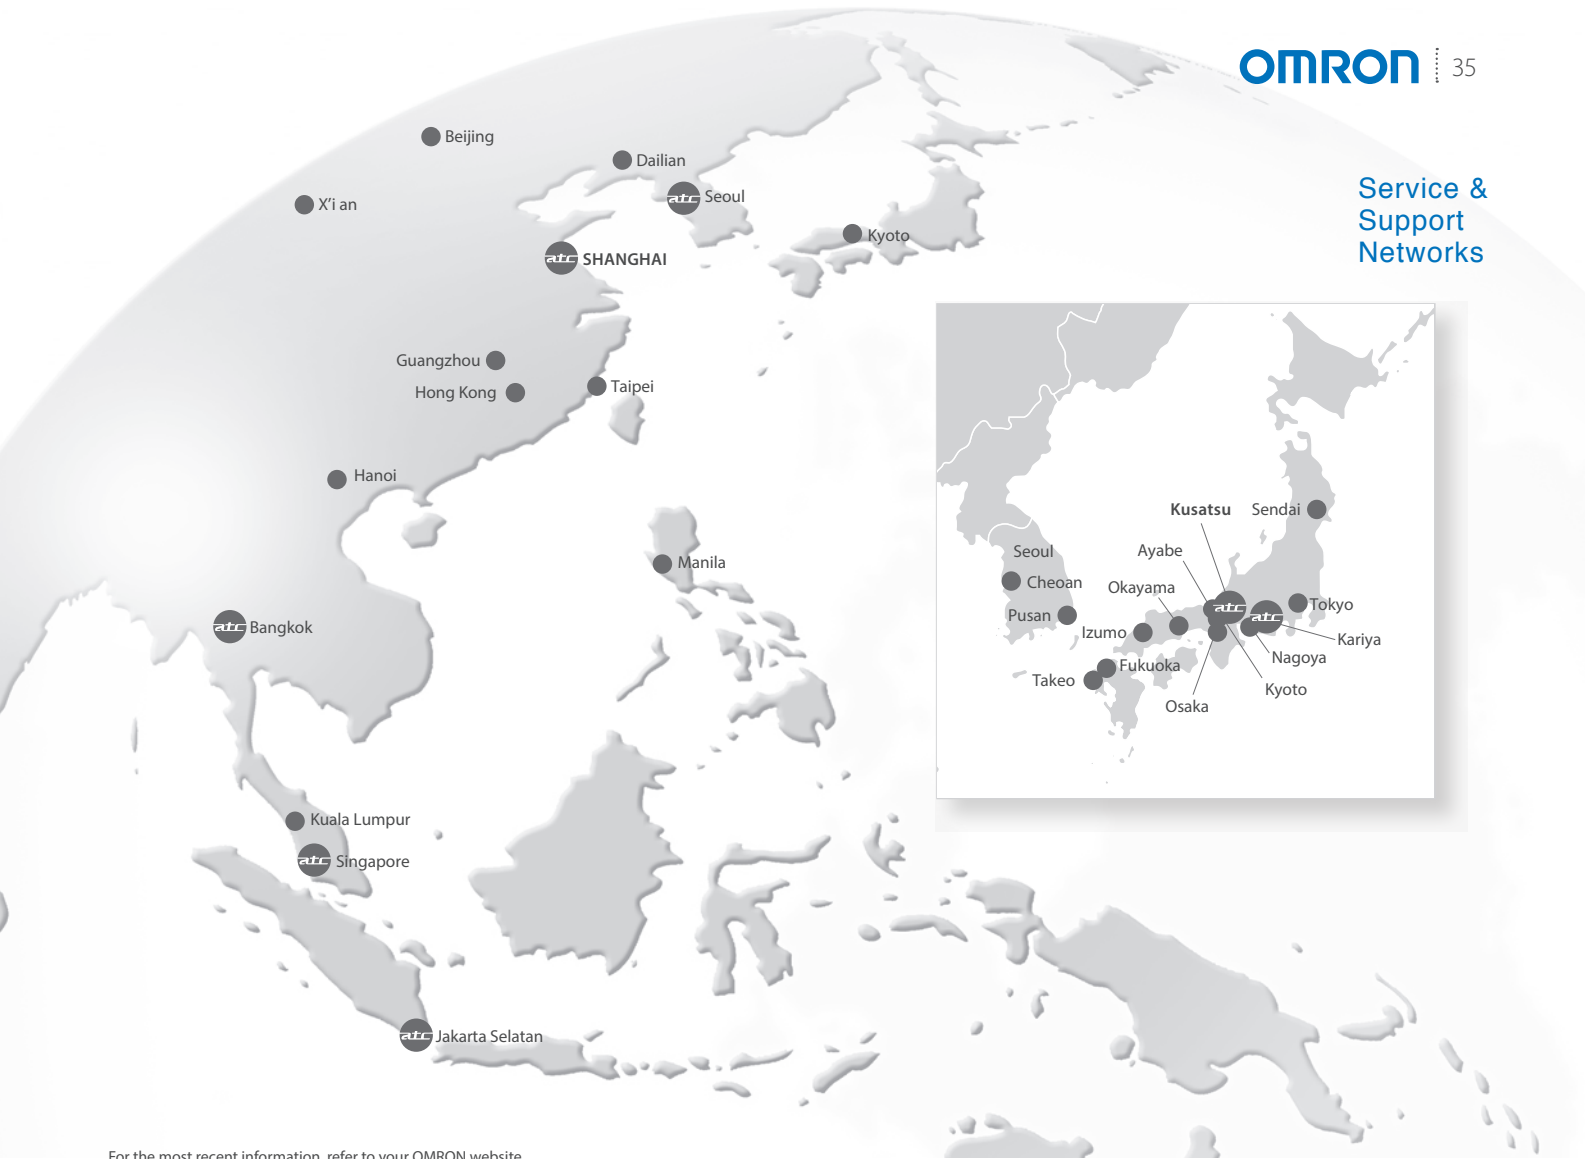 OMRON 35
Service &
Support
Networks
Beijing
Dailian
X'i an
atc Seoul
Kyoto
atc SHANGHAI
Guangzhou
Hong Kong
Taipei
Hanoi
Manila
atc Bangkok
Kuala Lumpur
atc Singapore
atc Jakarta Selatan
Kusatsu
Sendai
Ayabe
Seoul
Cheoan
Okayama
atc
atc
Tokyo
Pusan
Izumo
Kariya
Nagoya
Fukuoka
Takeo
Kyoto
Osaka
For the most recent information, refer to your OMRON website